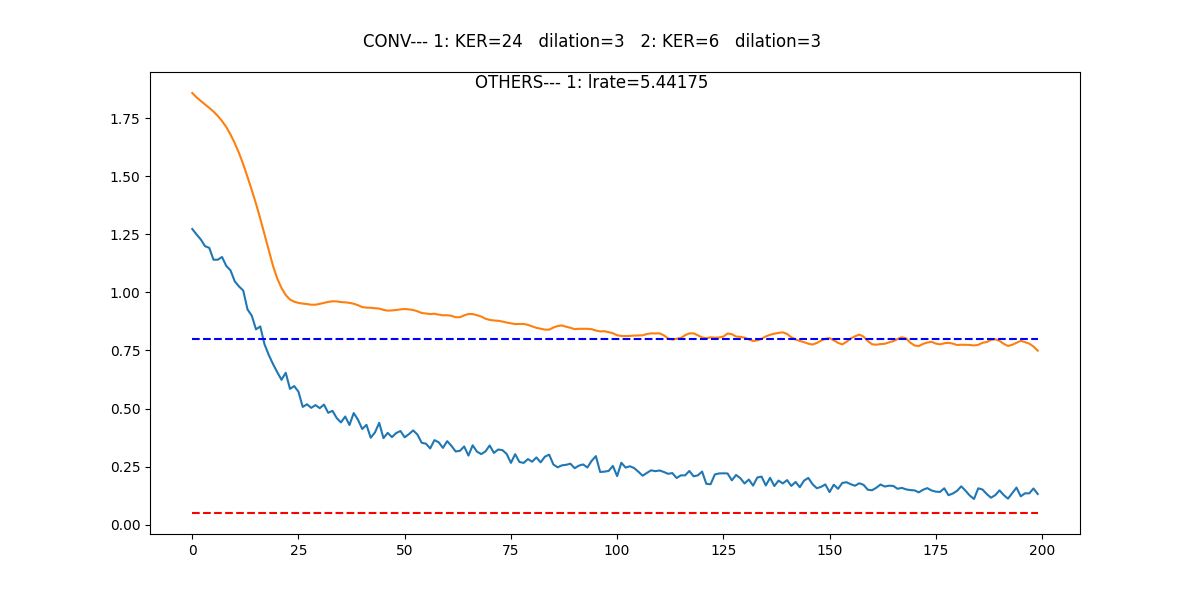 CONV--- 1: KER=24   dilation=3   2: KER=6   dilation=3
OTHERS--- 1: lrate=5.44175
1.75
1.50
1.25
1.00
0.75
0.50
0.25
0.00
0 25 50 75 100 125 150 175 200